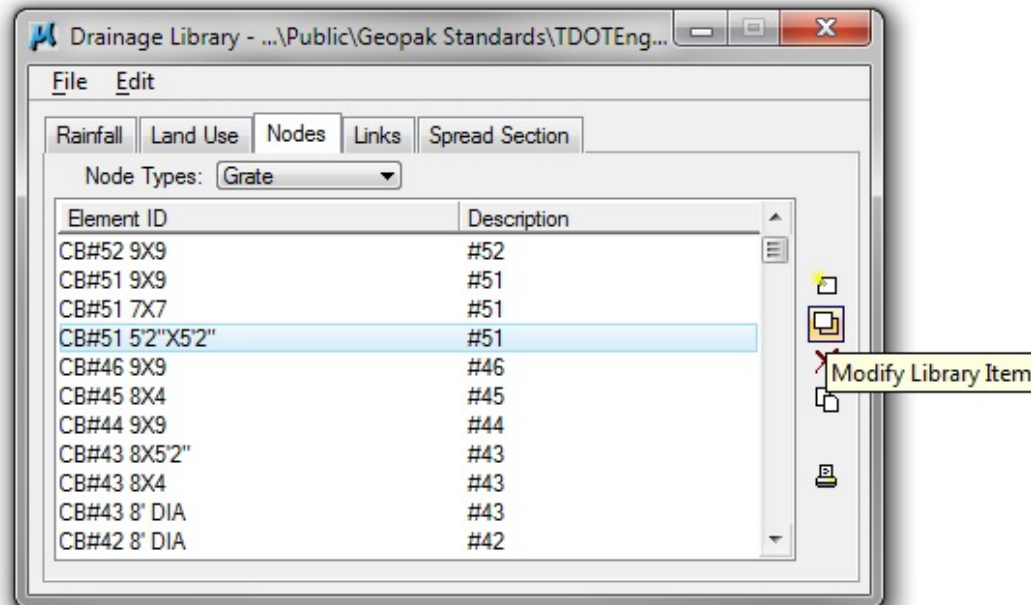 Drainage Library - ...\Public\Geopak Standards\TDOTEng...
File Edit
Rainfall Land Use Nodes Links Spread Section
Node Types: Grate
Element ID Description
CB#52 9X9 #52
CB#51 9X9 #51
CB#51 7X7 #51
CB#51 5'2"X5'2" #51
CB#46 9X9 #46
CB#45 8X4 #45
CB#44 9X9 #44
CB#43 8X5'2" #43
CB#43 8X4 #43
CB#43 8' DIA #43
CB#42 8' DIA #42
Modify Library Item